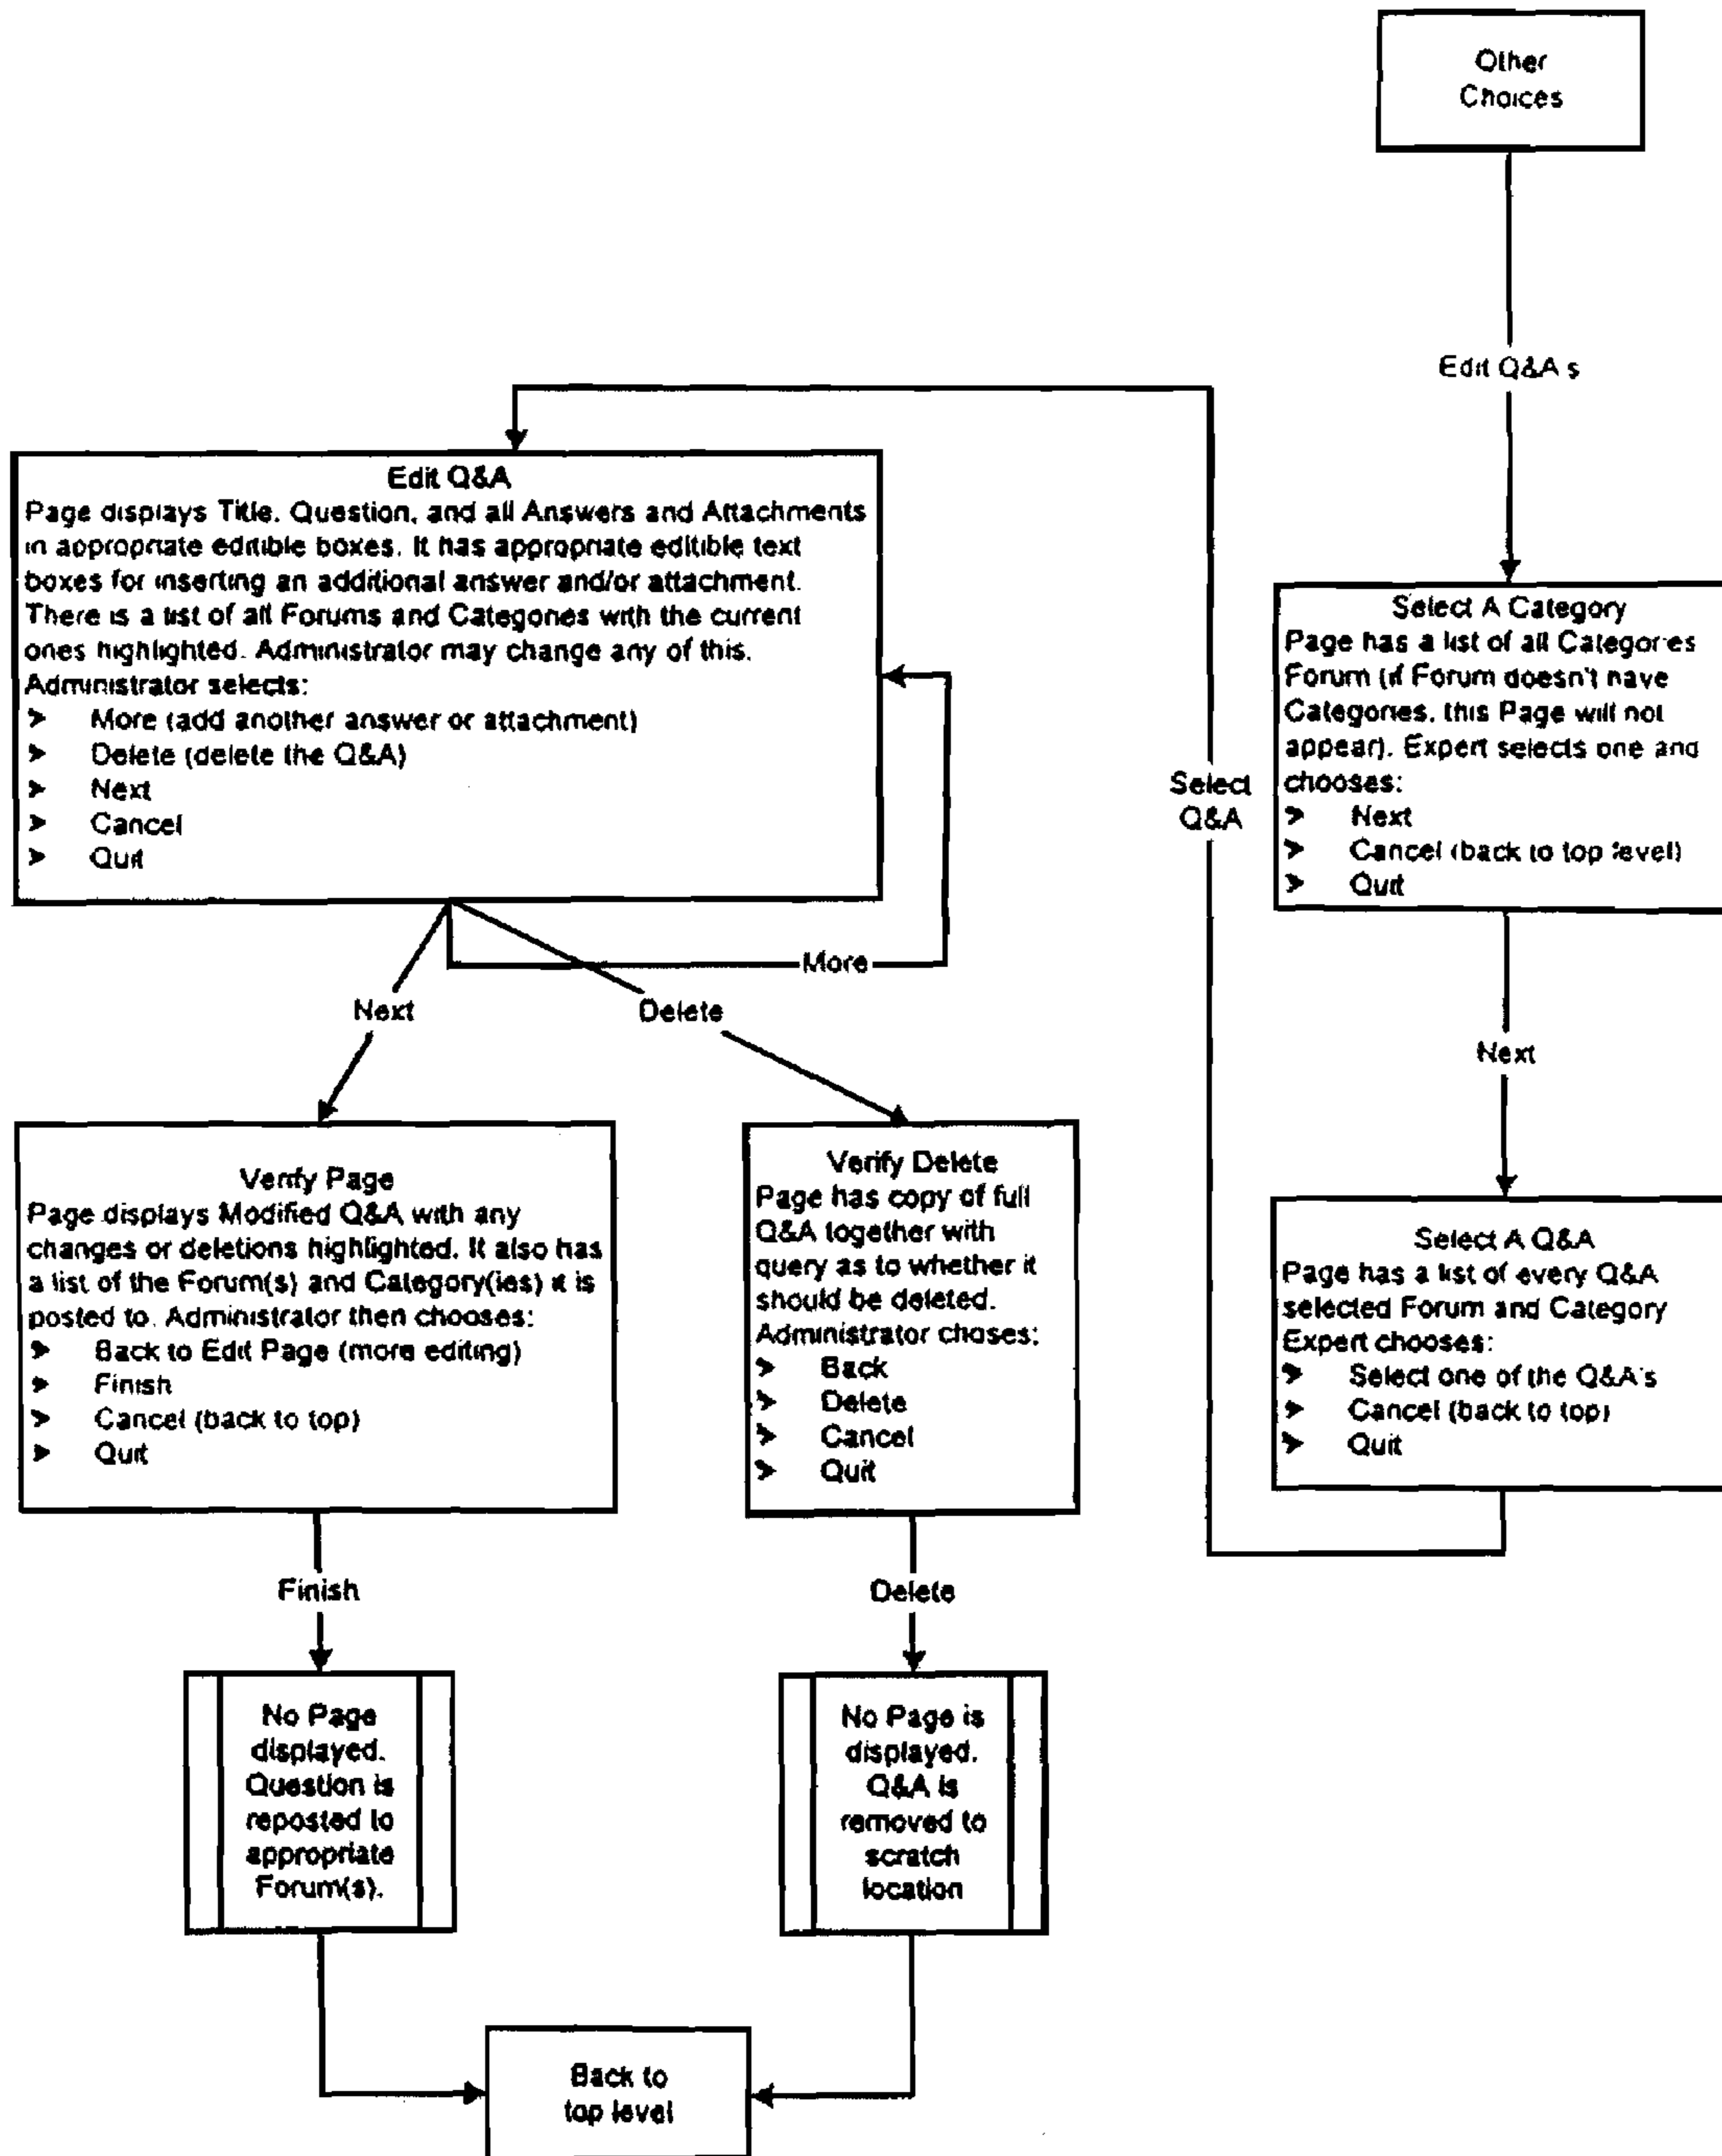 Other
Choices
Edit Q&A s
Edit Q&A
Page displays Title, Question, and all Answers and Attachments
in appropriate editible boxes. It has appropriate editible text
boxes for inserting an additional answer and/or attachment.
There is a list of all Forums and Categories with the current
ones highlighted. Administrator may change any of this.
Administrator selects:
➤ More (add another answer or attachment)
➤ Delete (delete the Q&A)
➤ Next
➤ Cancel
➤ Quit
Select A Category
Page has a list of all Categories
Forum (if Forum doesn't have
Categories, this Page will not
appear). Expert selects one and
chooses:
➤ Next
➤ Cancel (back to top level)
➤ Quit
Select
Q&A
More
Next
Delete
Next
Verify Page
Page displays Modified Q&A with any
changes or deletions highlighted. It also has
a list of the Forum(s) and Category(ies) it is
posted to. Administrator then chooses:
➤ Back to Edit Page (more editing)
➤ Finish
➤ Cancel (back to top)
➤ Quit
Verify Delete
Page has copy of full
Q&A together with
query as to whether it
should be deleted.
Administrator choses:
➤ Back
➤ Delete
➤ Cancel
➤ Quit
Select A Q&A
Page has a list of every Q&A
selected Forum and Category
Expert chooses:
➤ Select one of the Q&A's
➤ Cancel (back to top)
➤ Quit
Finish
Delete
No Page
displayed.
Question is
reposted to
appropriate
Forum(s).
No Page is
displayed.
Q&A is
removed to
scratch
location
Back to
top level